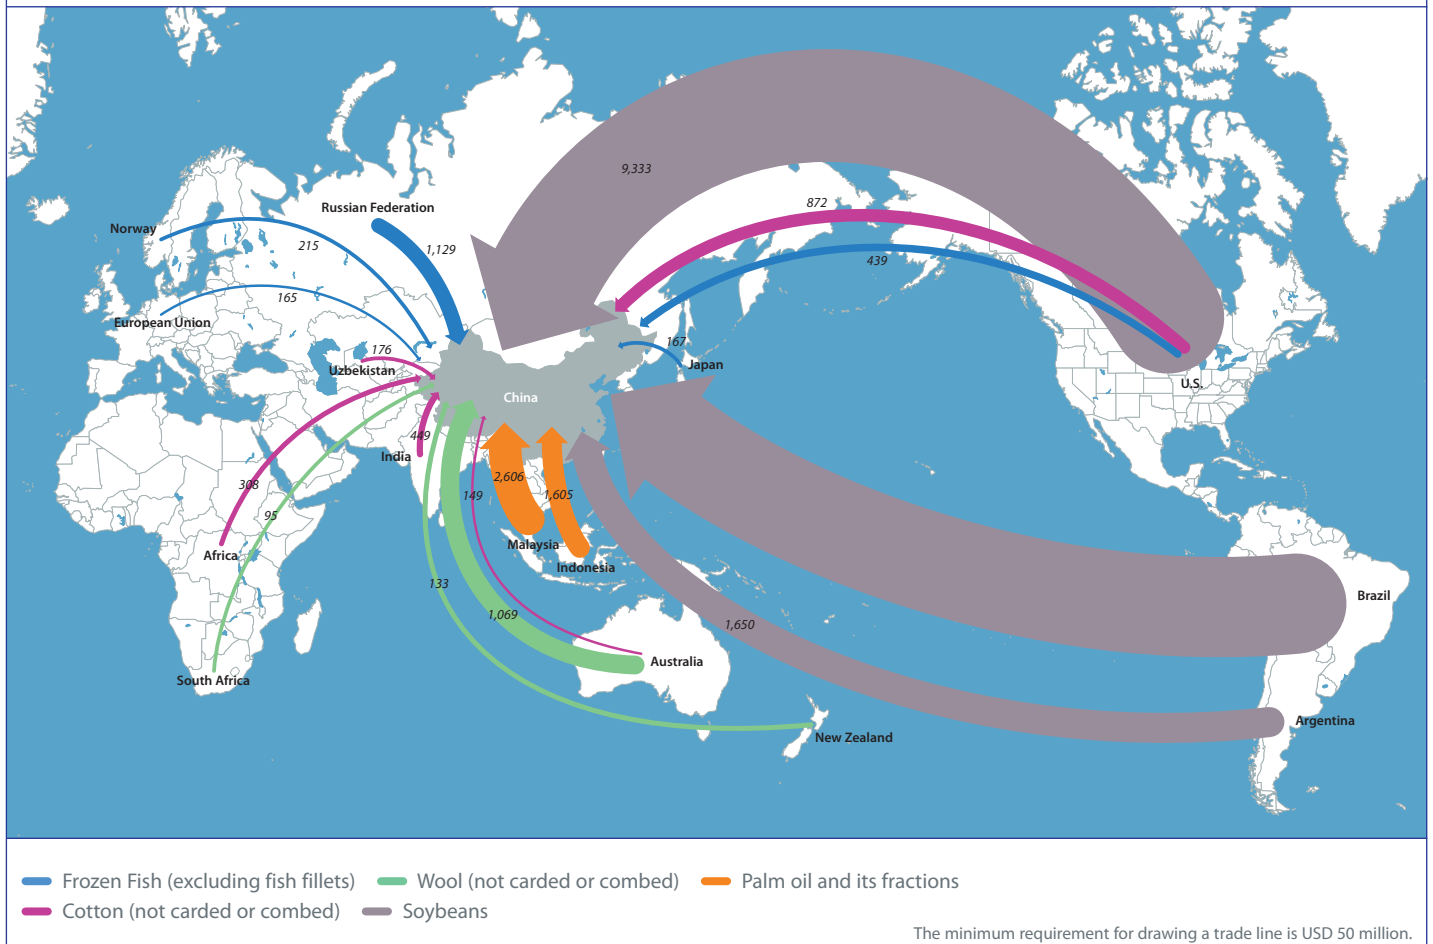 9,333
872
439
Russian Federation
Norway
215
1,129
165
European Union
176
Uzbekistan
167
Japan
U.S.
China
449
India
308
95
149
2,606
1,605
Africa
Malaysia
Indonesia
133
1,069
1,650
Brazil
South Africa
Australia
New Zealand
Argentina
Frozen Fish (excluding fish fillets)
Wool (not carded or combed)
Palm oil and its fractions
Cotton (not carded or combed)
Soybeans
The minimum requirement for drawing a trade line is USD 50 million.